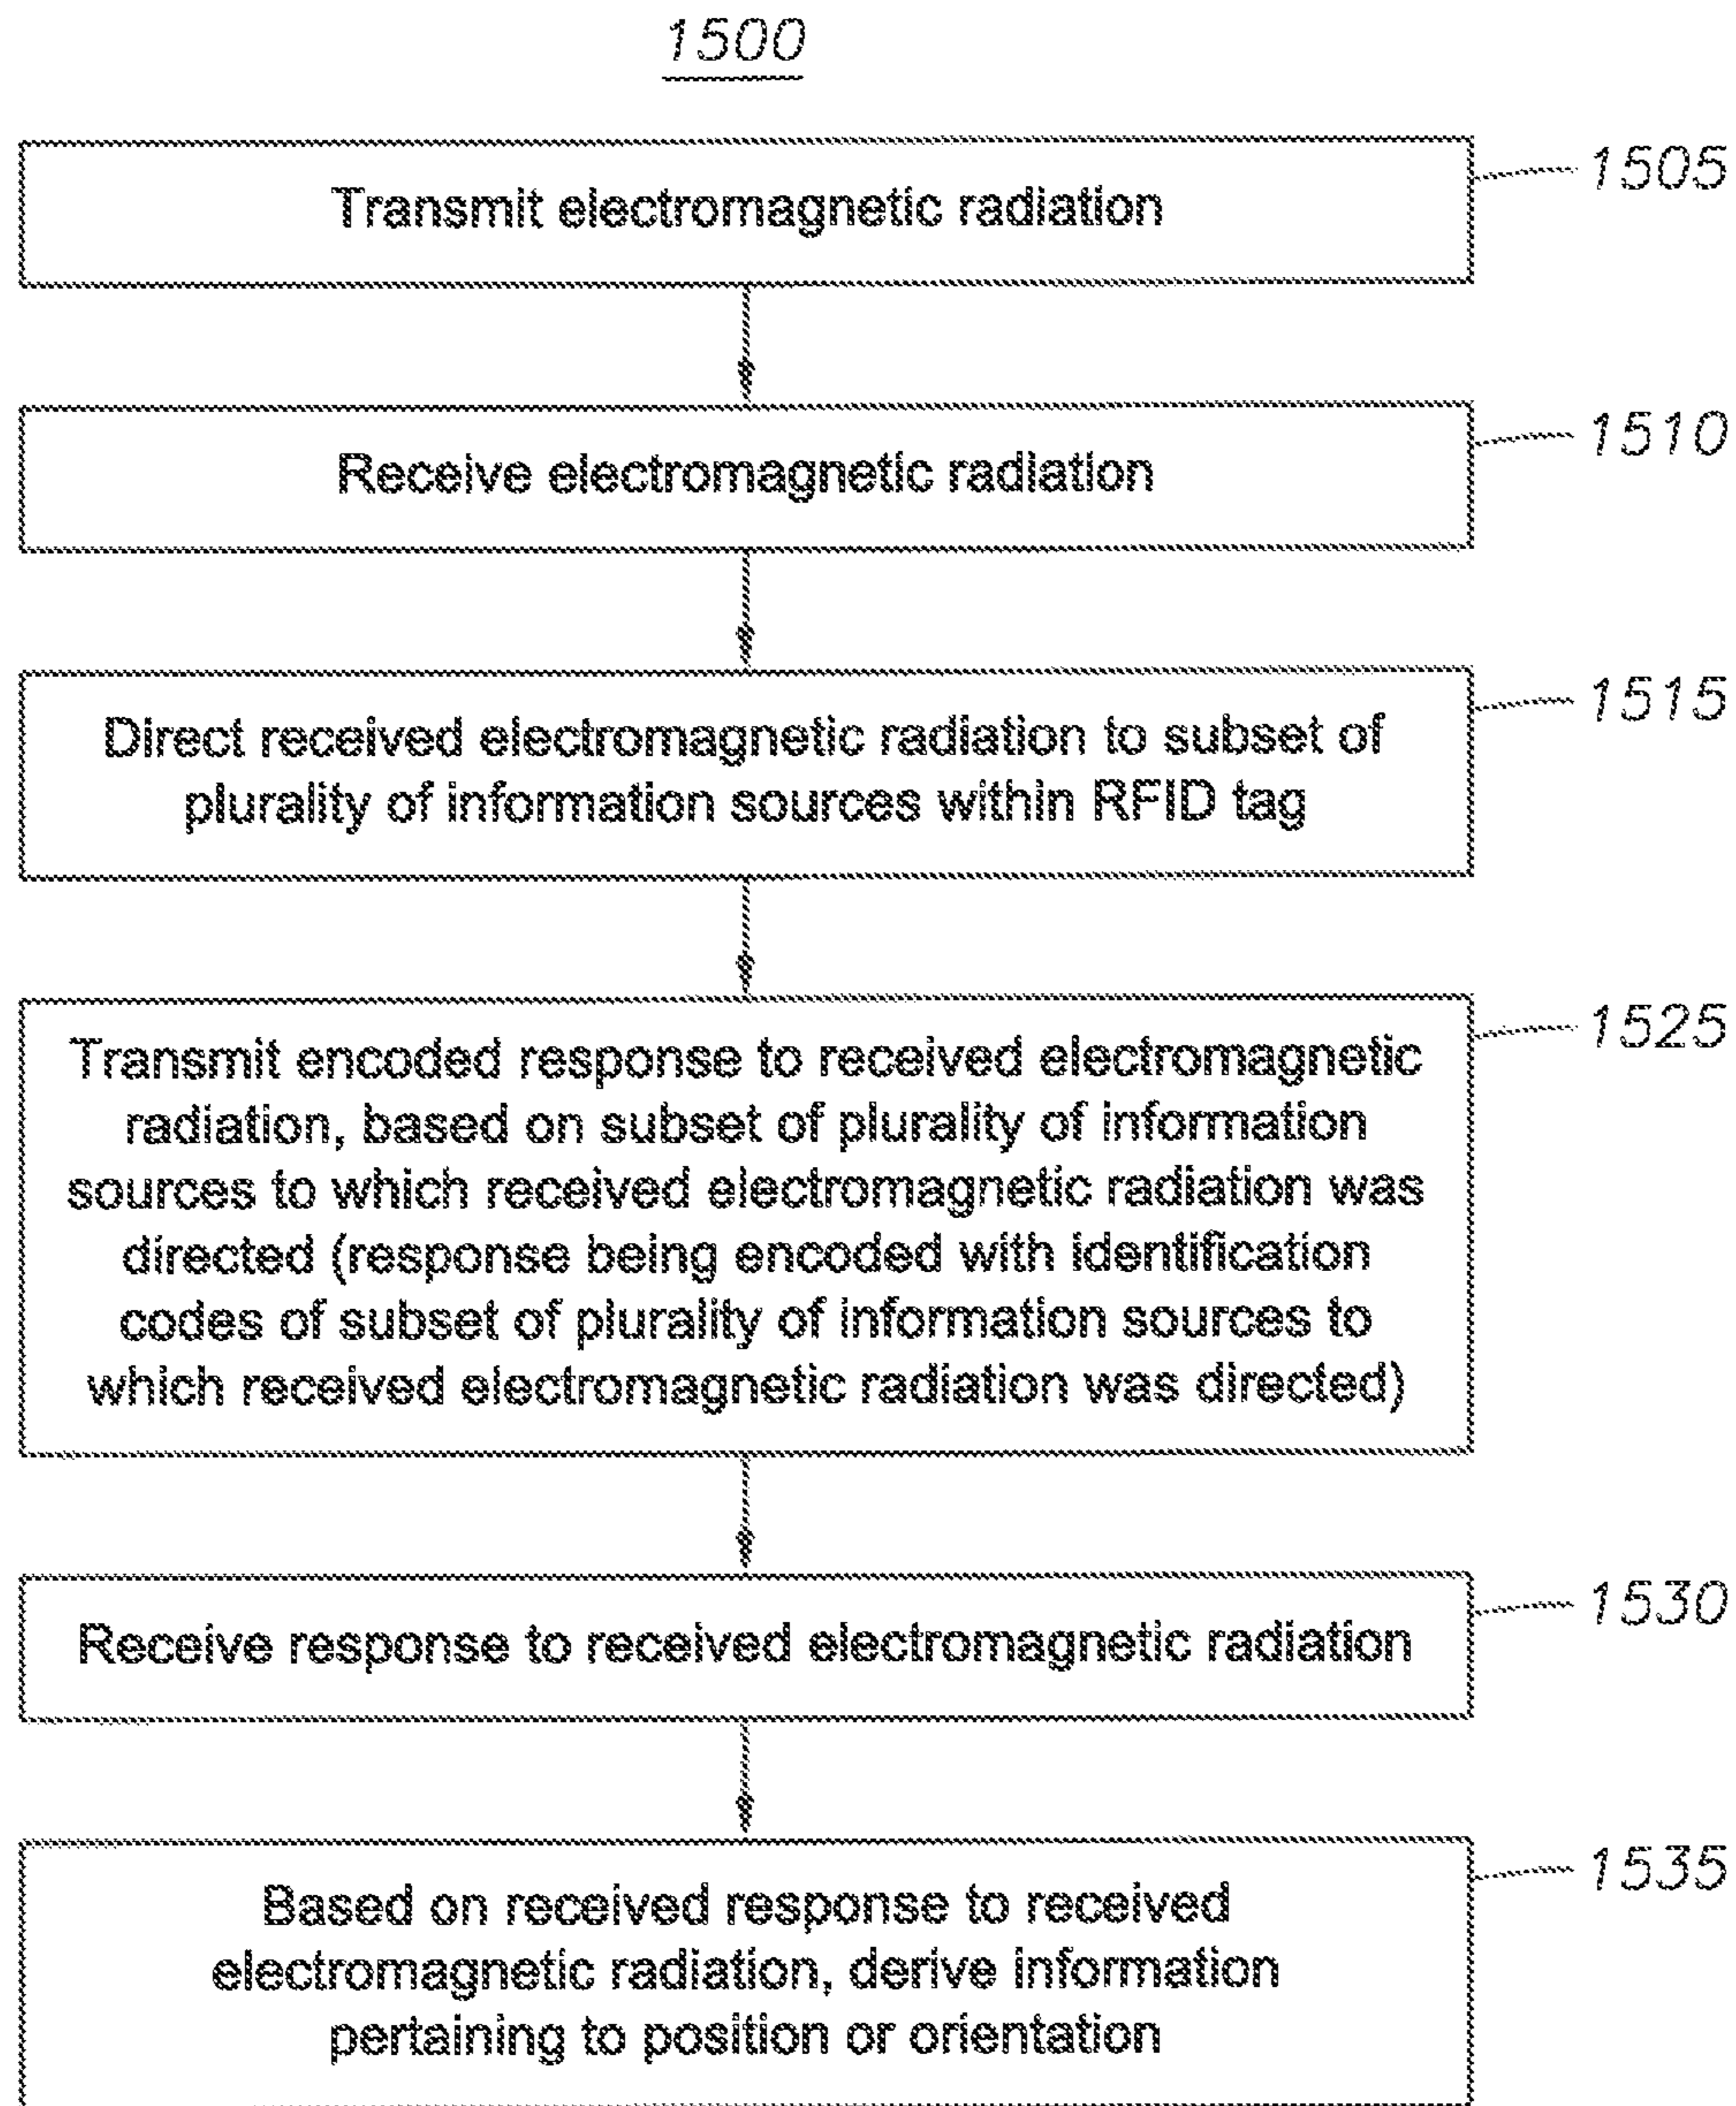 1500
Transmit electromagnetic radiation
1505
Receive electromagnetic radiation
1510
Direct received electromagnetic radiation to subset of
plurality of information sources within RFID tag
1515
Transmit encoded response to received electromagnetic
radiation, based on subset of plurality of information
sources to which received electromagnetic radiation was
directed (response being encoded with identification
codes of subset of plurality of information sources to
which received electromagnetic radiation was directed)
1525
Receive response to received electromagnetic radiation
1530
Based on received response to received
electromagnetic radiation, derive information
pertaining to position or orientation
1535